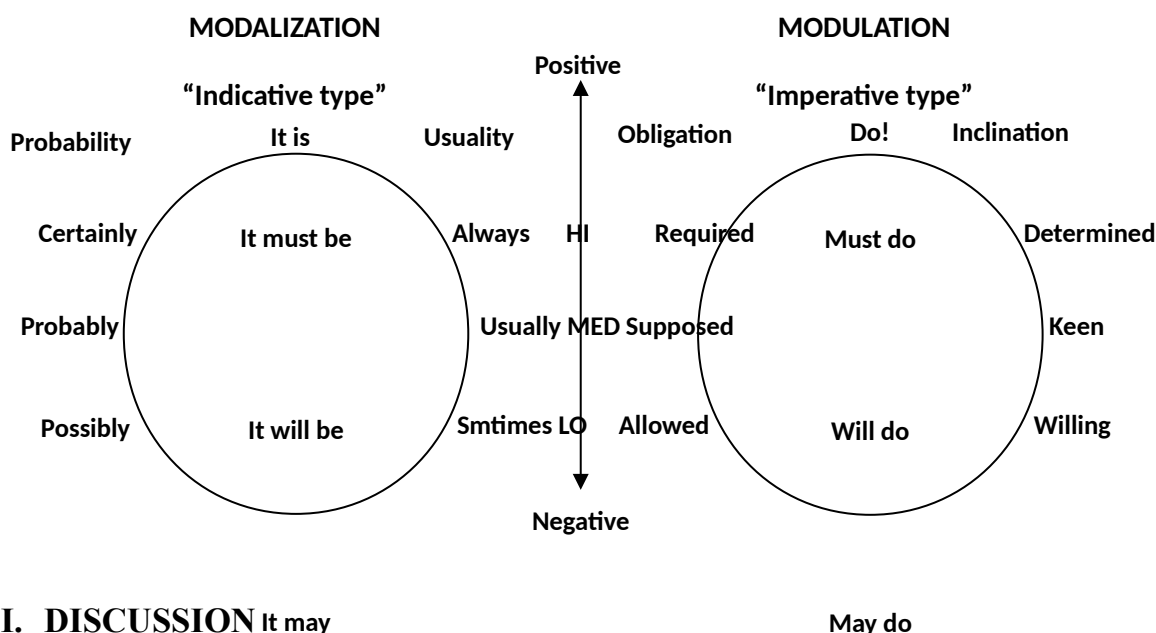 MODALIZATION MODULATION
Positive
“Indicative type” “Imperative type”
Probability It is Usuality Obligation Do! Inclination
Certainly It must be Always HI Required Must do Determined
Probably Usually MED Supposed Keen
Possibly It will be Smtimes LO Allowed Will do Willing
Negative
I. DISCUSSION It may May do